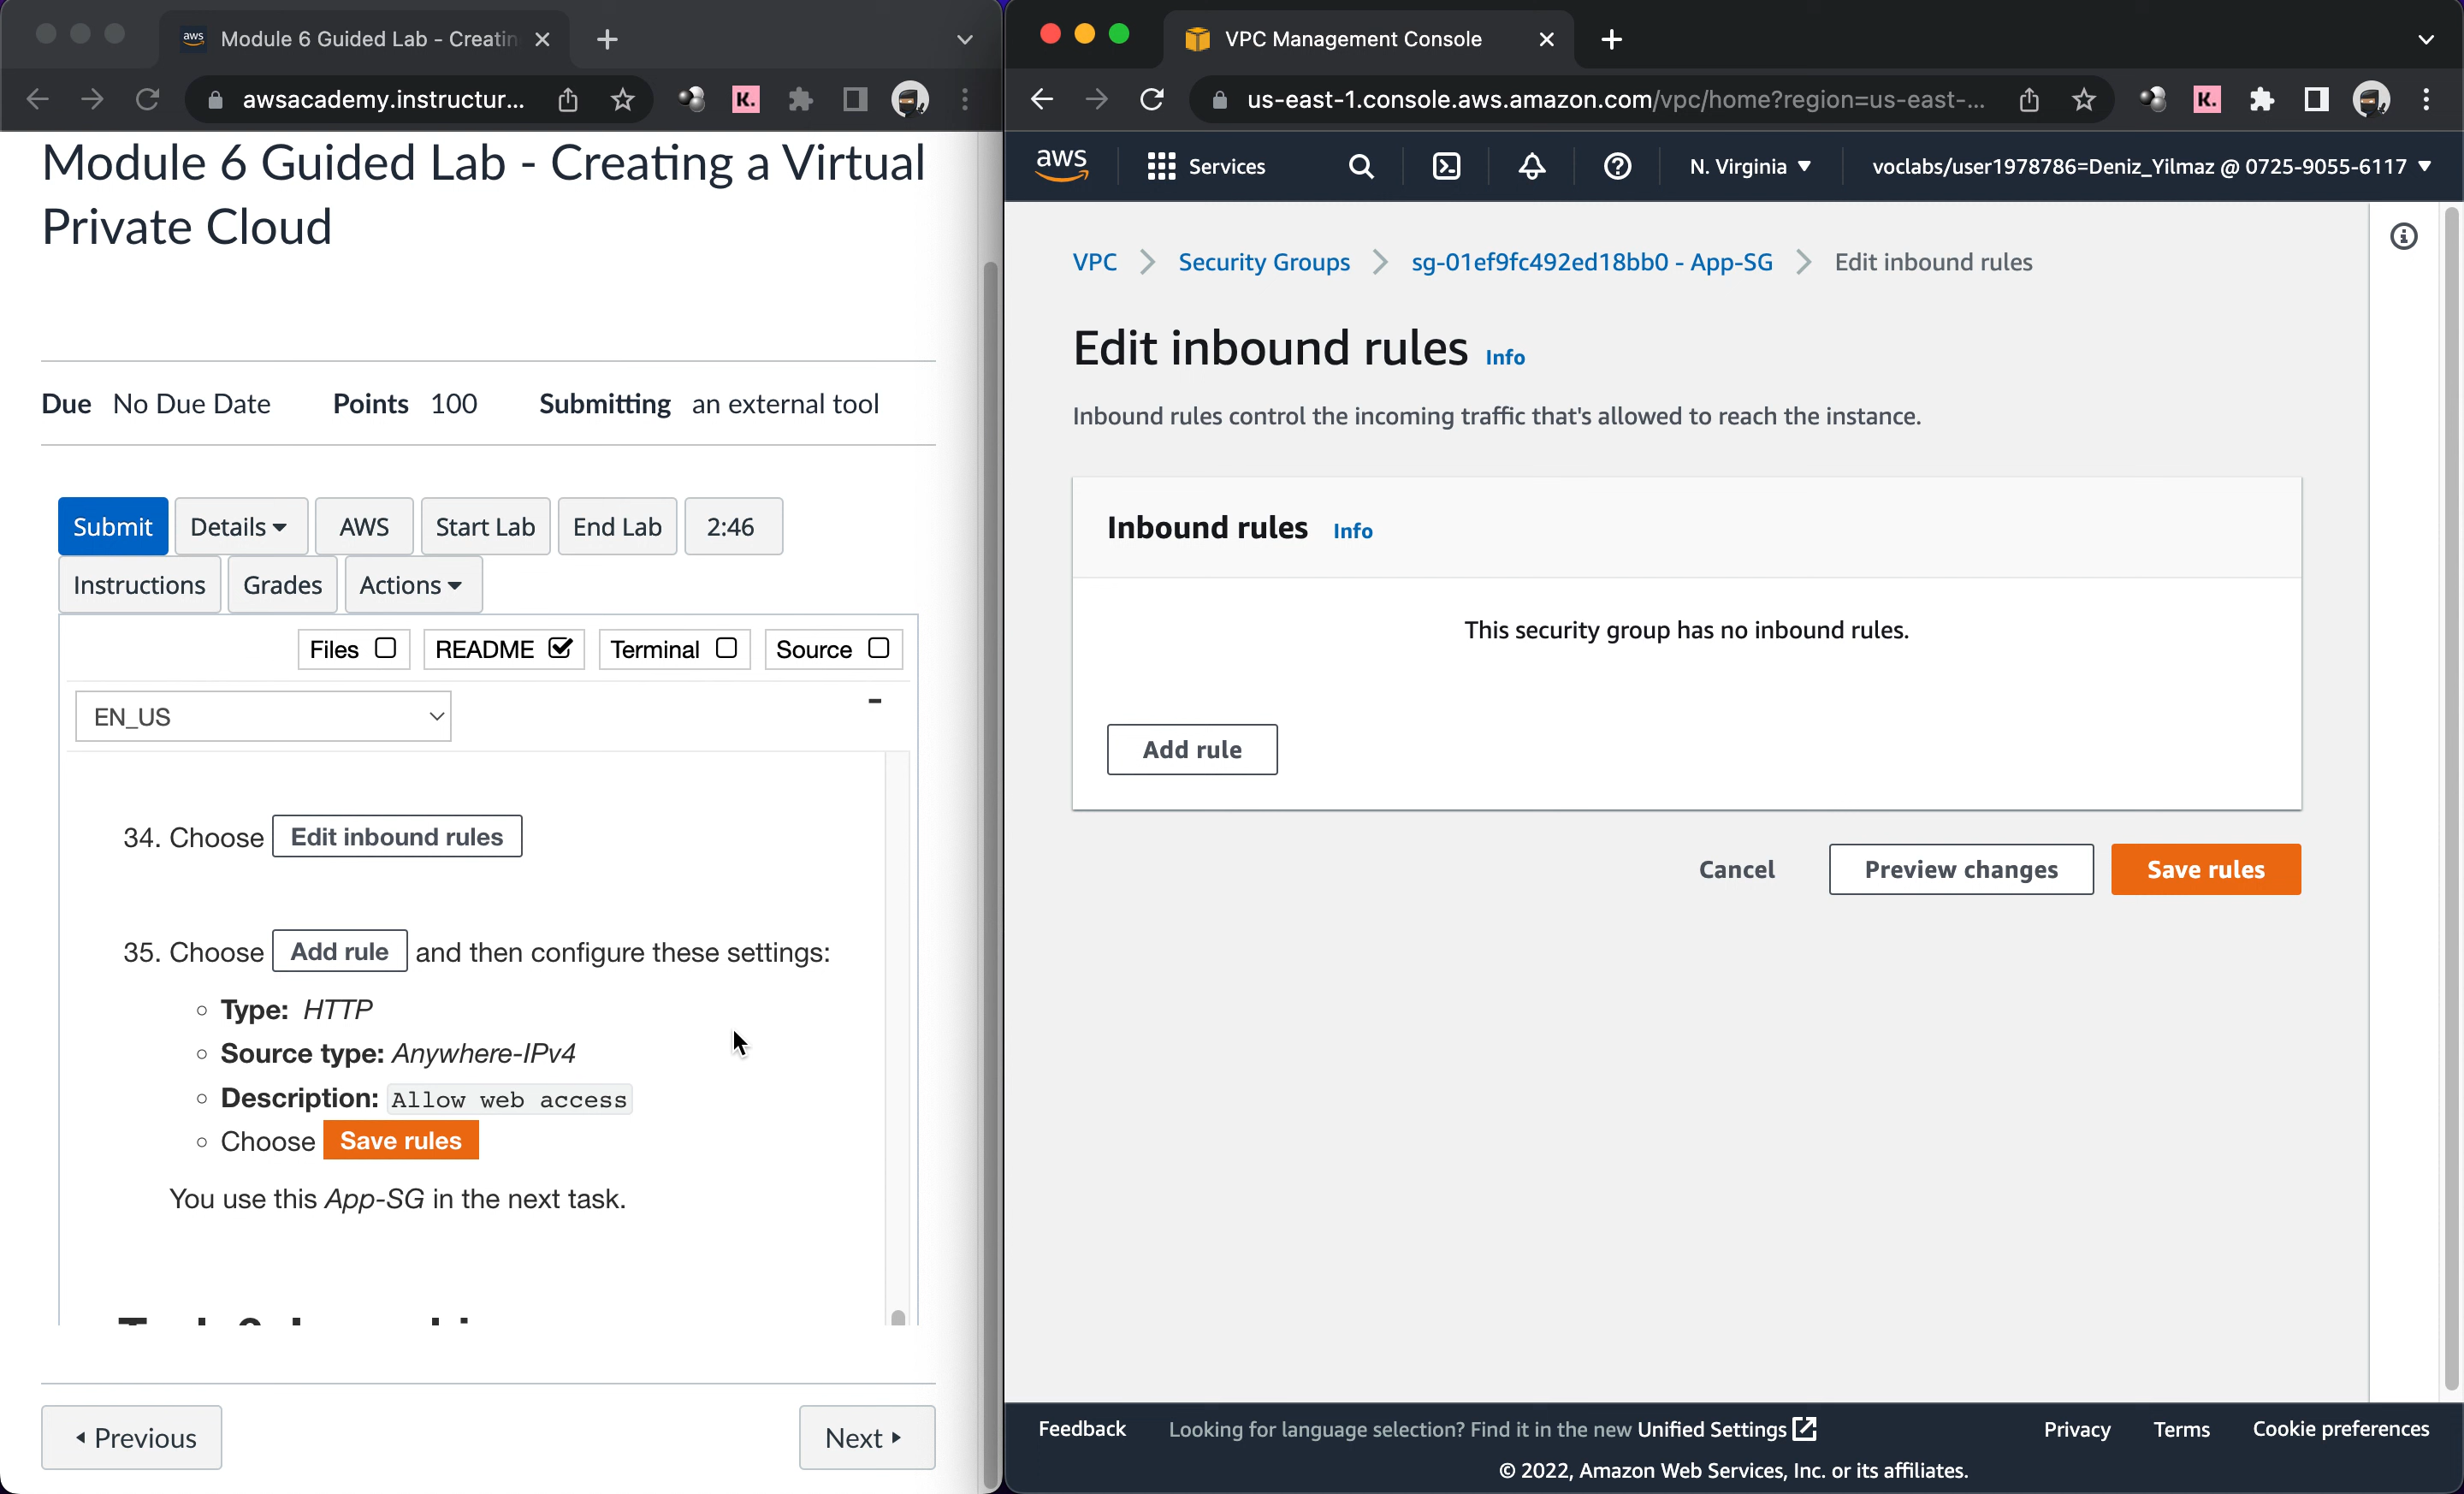 aws Module 6 Guided Lab - Creatin
awsacademy.instructur...
K.
Module 6 Guided Lab - Creating a Virtual
Private Cloud
Due No Due Date Points 100 Submitting an external tool
Submit Details AWS Start Lab End Lab 2:46
Instructions Grades Actions
Files README Terminal Source
EN_US
34. Choose Edit inbound rules
35. Choose Add rule and then configure these settings:
Type: HTTP
Source type: Anywhere-IPv4
Description: Allow web access
Choose Save rules
You use this App-SG in the next task.
Previous Next
VPC Management Console
us-east-1.console.aws.amazon.com/vpc/home?region=us-east-...
K.
aws Services N. Virginia voclabs/user1978786=Deniz_Yilmaz @ 0725-9055-6117
VPC Security Groups sg-01ef9fc492ed18bb0 - App-SG Edit inbound rules
Edit inbound rules Info
Inbound rules control the incoming traffic that's allowed to reach the instance.
Inbound rules Info
This security group has no inbound rules.
Add rule
Cancel Preview changes Save rules
Feedback Looking for language selection? Find it in the new Unified Settings Privacy Terms Cookie preferences
© 2022, Amazon Web Services, Inc. or its affiliates.